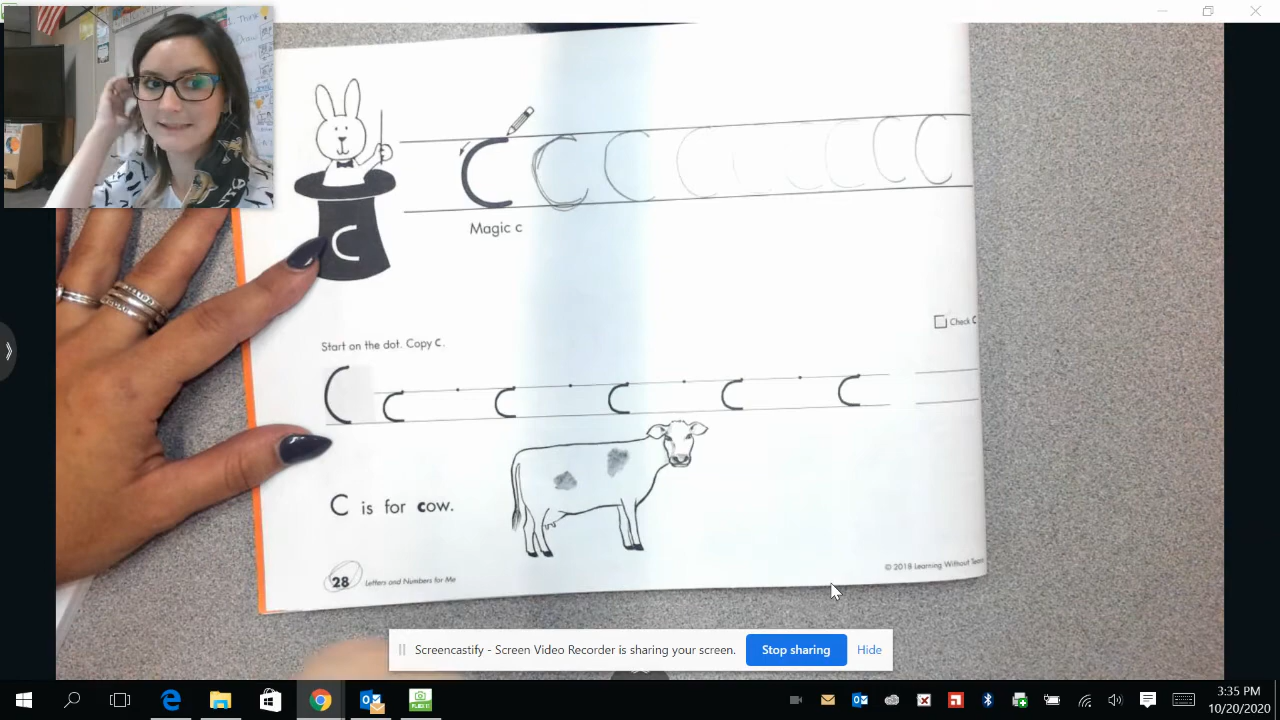 C
C C C C C C C C C
Magic c
Check C
Start on the dot. Copy C.
C c c c c c
C is for cow.
28 Letters and Numbers for Me
© 2018 Learning Without
Screencastify - Screen Video Recorder is sharing your screen.
Stop sharing
Hide
3:35 PM
10/20/2020